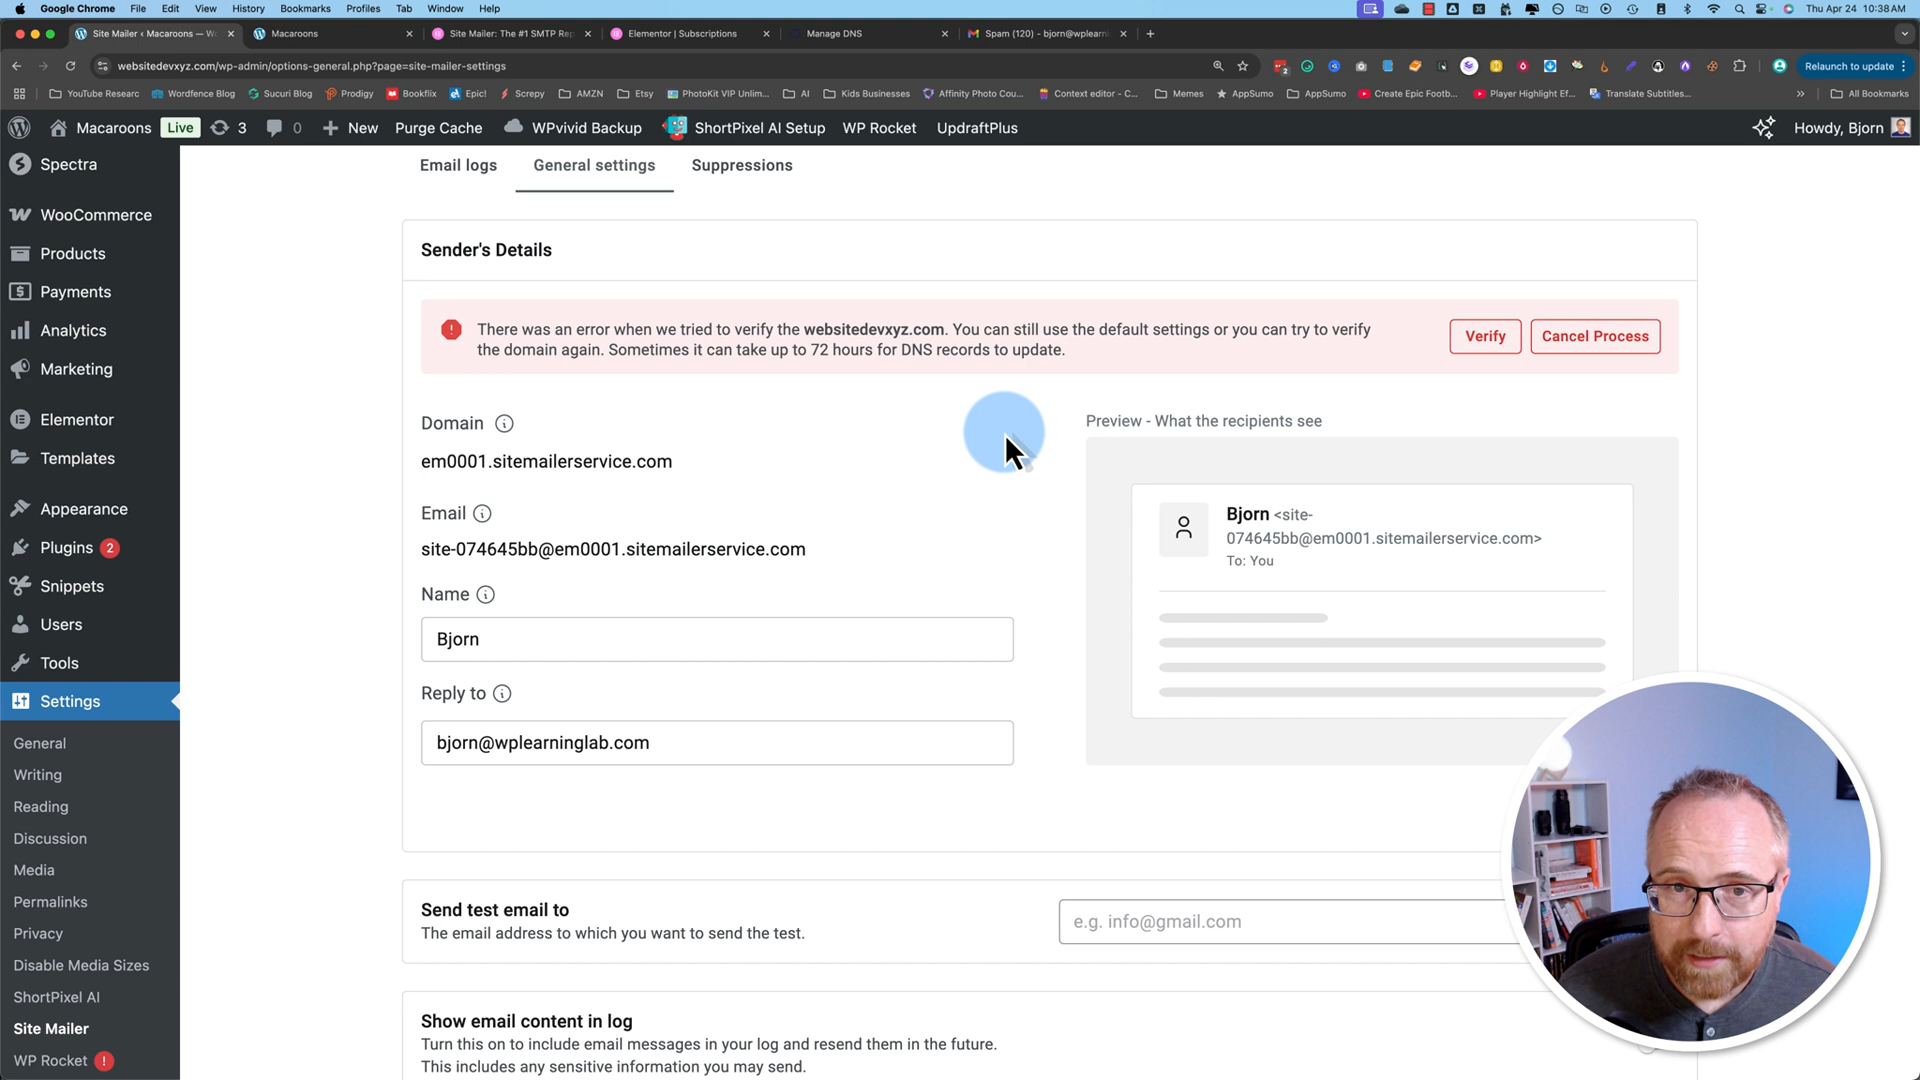 Google Chrome File Edit View History Bookmarks Profiles Tab Window Help
Thu Apr 24 10:38 AM
Site Mailer ‹ Macaroons — W
Macaroons
Site Mailer: The #1 SMTP Rep
Elementor | Subscriptions
Manage DNS
Spam (120) - bjorn@wplearni
websitedevxyz.com/wp-admin/options-general.php?page=site-mailer-settings
Relaunch to update
YouTube Researc Wordfence Blog Sucuri Blog Prodigy Bookflix Epic! Screpy AMZN Etsy PhotoKit VIP Unlim... AI Kids Businesses Affinity Photo Cou... Context editor - C... Memes AppSumo AppSumo Create Epic Footb... Player Highlight Ef... Translate Subtitles... All Bookmarks
Macaroons Live 3 0 New Purge Cache WPvivid Backup ShortPixel AI Setup WP Rocket UpdraftPlus Howdy, Bjorn
Spectra
WooCommerce
Products
Payments
Analytics
Marketing
Elementor
Templates
Appearance
Plugins 2
Snippets
Users
Tools
Settings
General
Writing
Reading
Discussion
Media
Permalinks
Privacy
Disable Media Sizes
ShortPixel AI
Site Mailer
WP Rocket !
Email logs General settings Suppressions
Sender's Details
There was an error when we tried to verify the websitedevxyz.com. You can still use the default settings or you can try to verify
the domain again. Sometimes it can take up to 72 hours for DNS records to update.
Verify Cancel Process
Domain
em0001.sitemailerservice.com
Email
site-074645bb@em0001.sitemailerservice.com
Name
Bjorn
Reply to
bjorn@wplearninglab.com
Preview - What the recipients see
Bjorn <site-
074645bb@em0001.sitemailerservice.com>
To: You
Send test email to
The email address to which you want to send the test.
e.g. info@gmail.com
Show email content in log
Turn this on to include email messages in your log and resend them in the future.
This includes any sensitive information you may send.